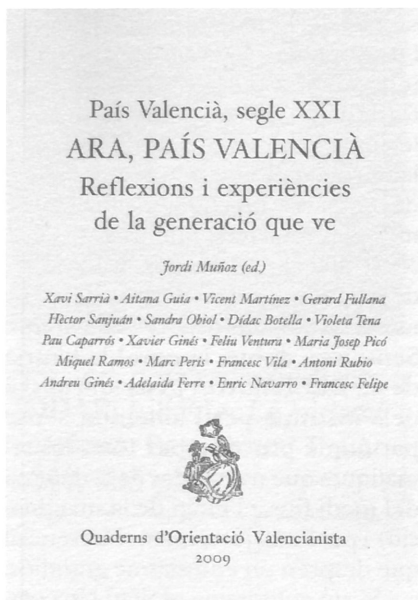 País Valencià, segle XXI
ARA, PAÍS VALENCIÀ
Reflexions i experiències
de la generació que ve
Jordi Muñoz (ed.)
Xavi Sarrià • Aitana Guia • Vicent Martínez • Gerard Fullana
Hèctor Sanjuán • Sandra Obiol • Dídac Botella • Violeta Tena
Pau Caparrós • Xavier Ginés • Feliu Ventura • Maria Josep Picó
Miquel Ramos • Marc Peris • Francesc Vila • Antoni Rubio
Andreu Ginés • Adelaida Ferre • Enric Navarro • Francesc Felipe
Quaderns d'Orientació Valencianista
2009